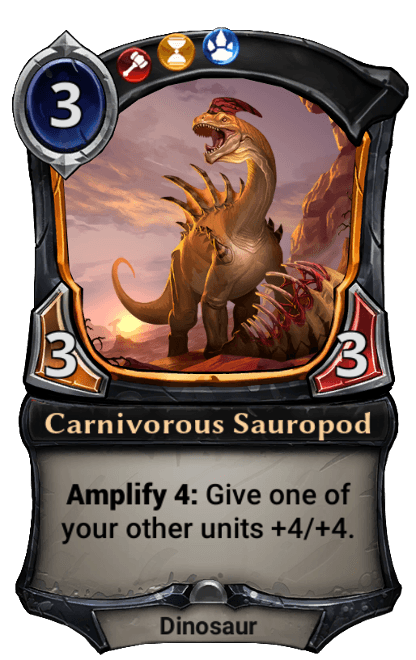 3
3
3
Carnivorous Sauropod
Amplify 4: Give one of
your other units +4/+4.
Dinosaur